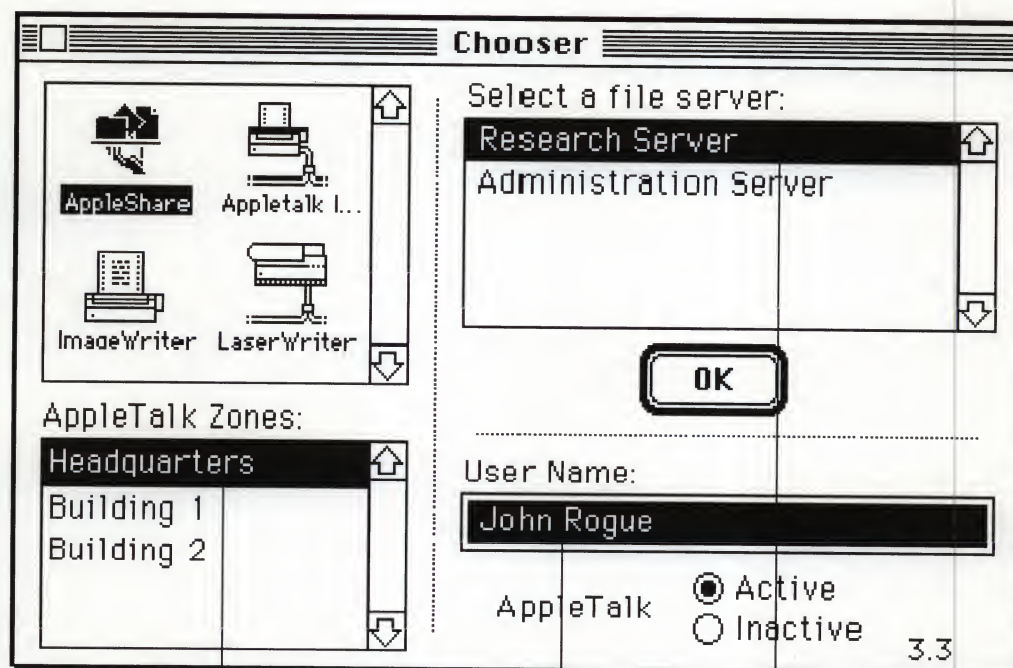 Chooser
AppleShare
Appletalk I...
ImageWriter
LaserWriter
AppleTalk Zones:
Headquarters
Building 1
Building 2
Select a file server:
Research Server
Administration Server
OK
User Name:
John Rogue
AppleTalk
Active
Inactive
3.3